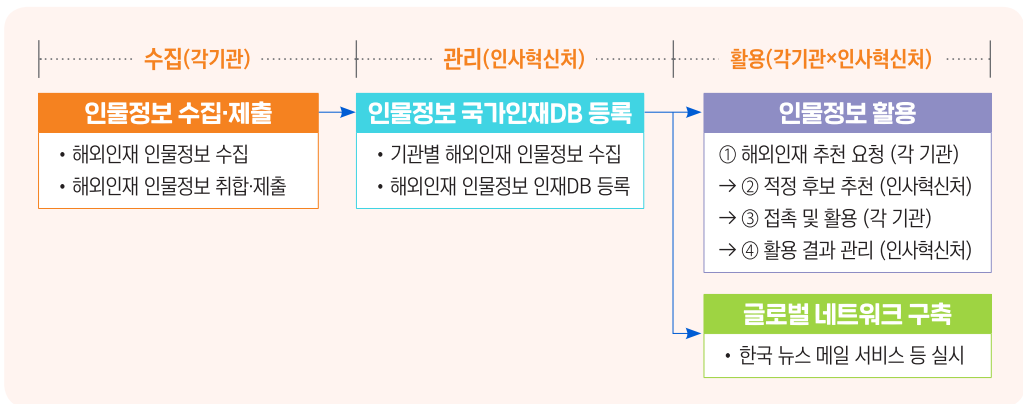 수집(각기관)
관리(인사혁신처)
활용(각기관×인사혁신처)
인물정보 수집·제출
• 해외인재 인물정보 수집
• 해외인재 인물정보 취합·제출
인물정보 국가인재DB 등록
• 기관별 해외인재 인물정보 수집
• 해외인재 인물정보 인재DB 등록
인물정보 활용
① 해외인재 추천 요청 (각 기관)
→ ② 적정 후보 추천 (인사혁신처)
→ ③ 접촉 및 활용 (각 기관)
→ ④ 활용 결과 관리 (인사혁신처)
글로벌 네트워크 구축
• 한국 뉴스 메일 서비스 등 실시